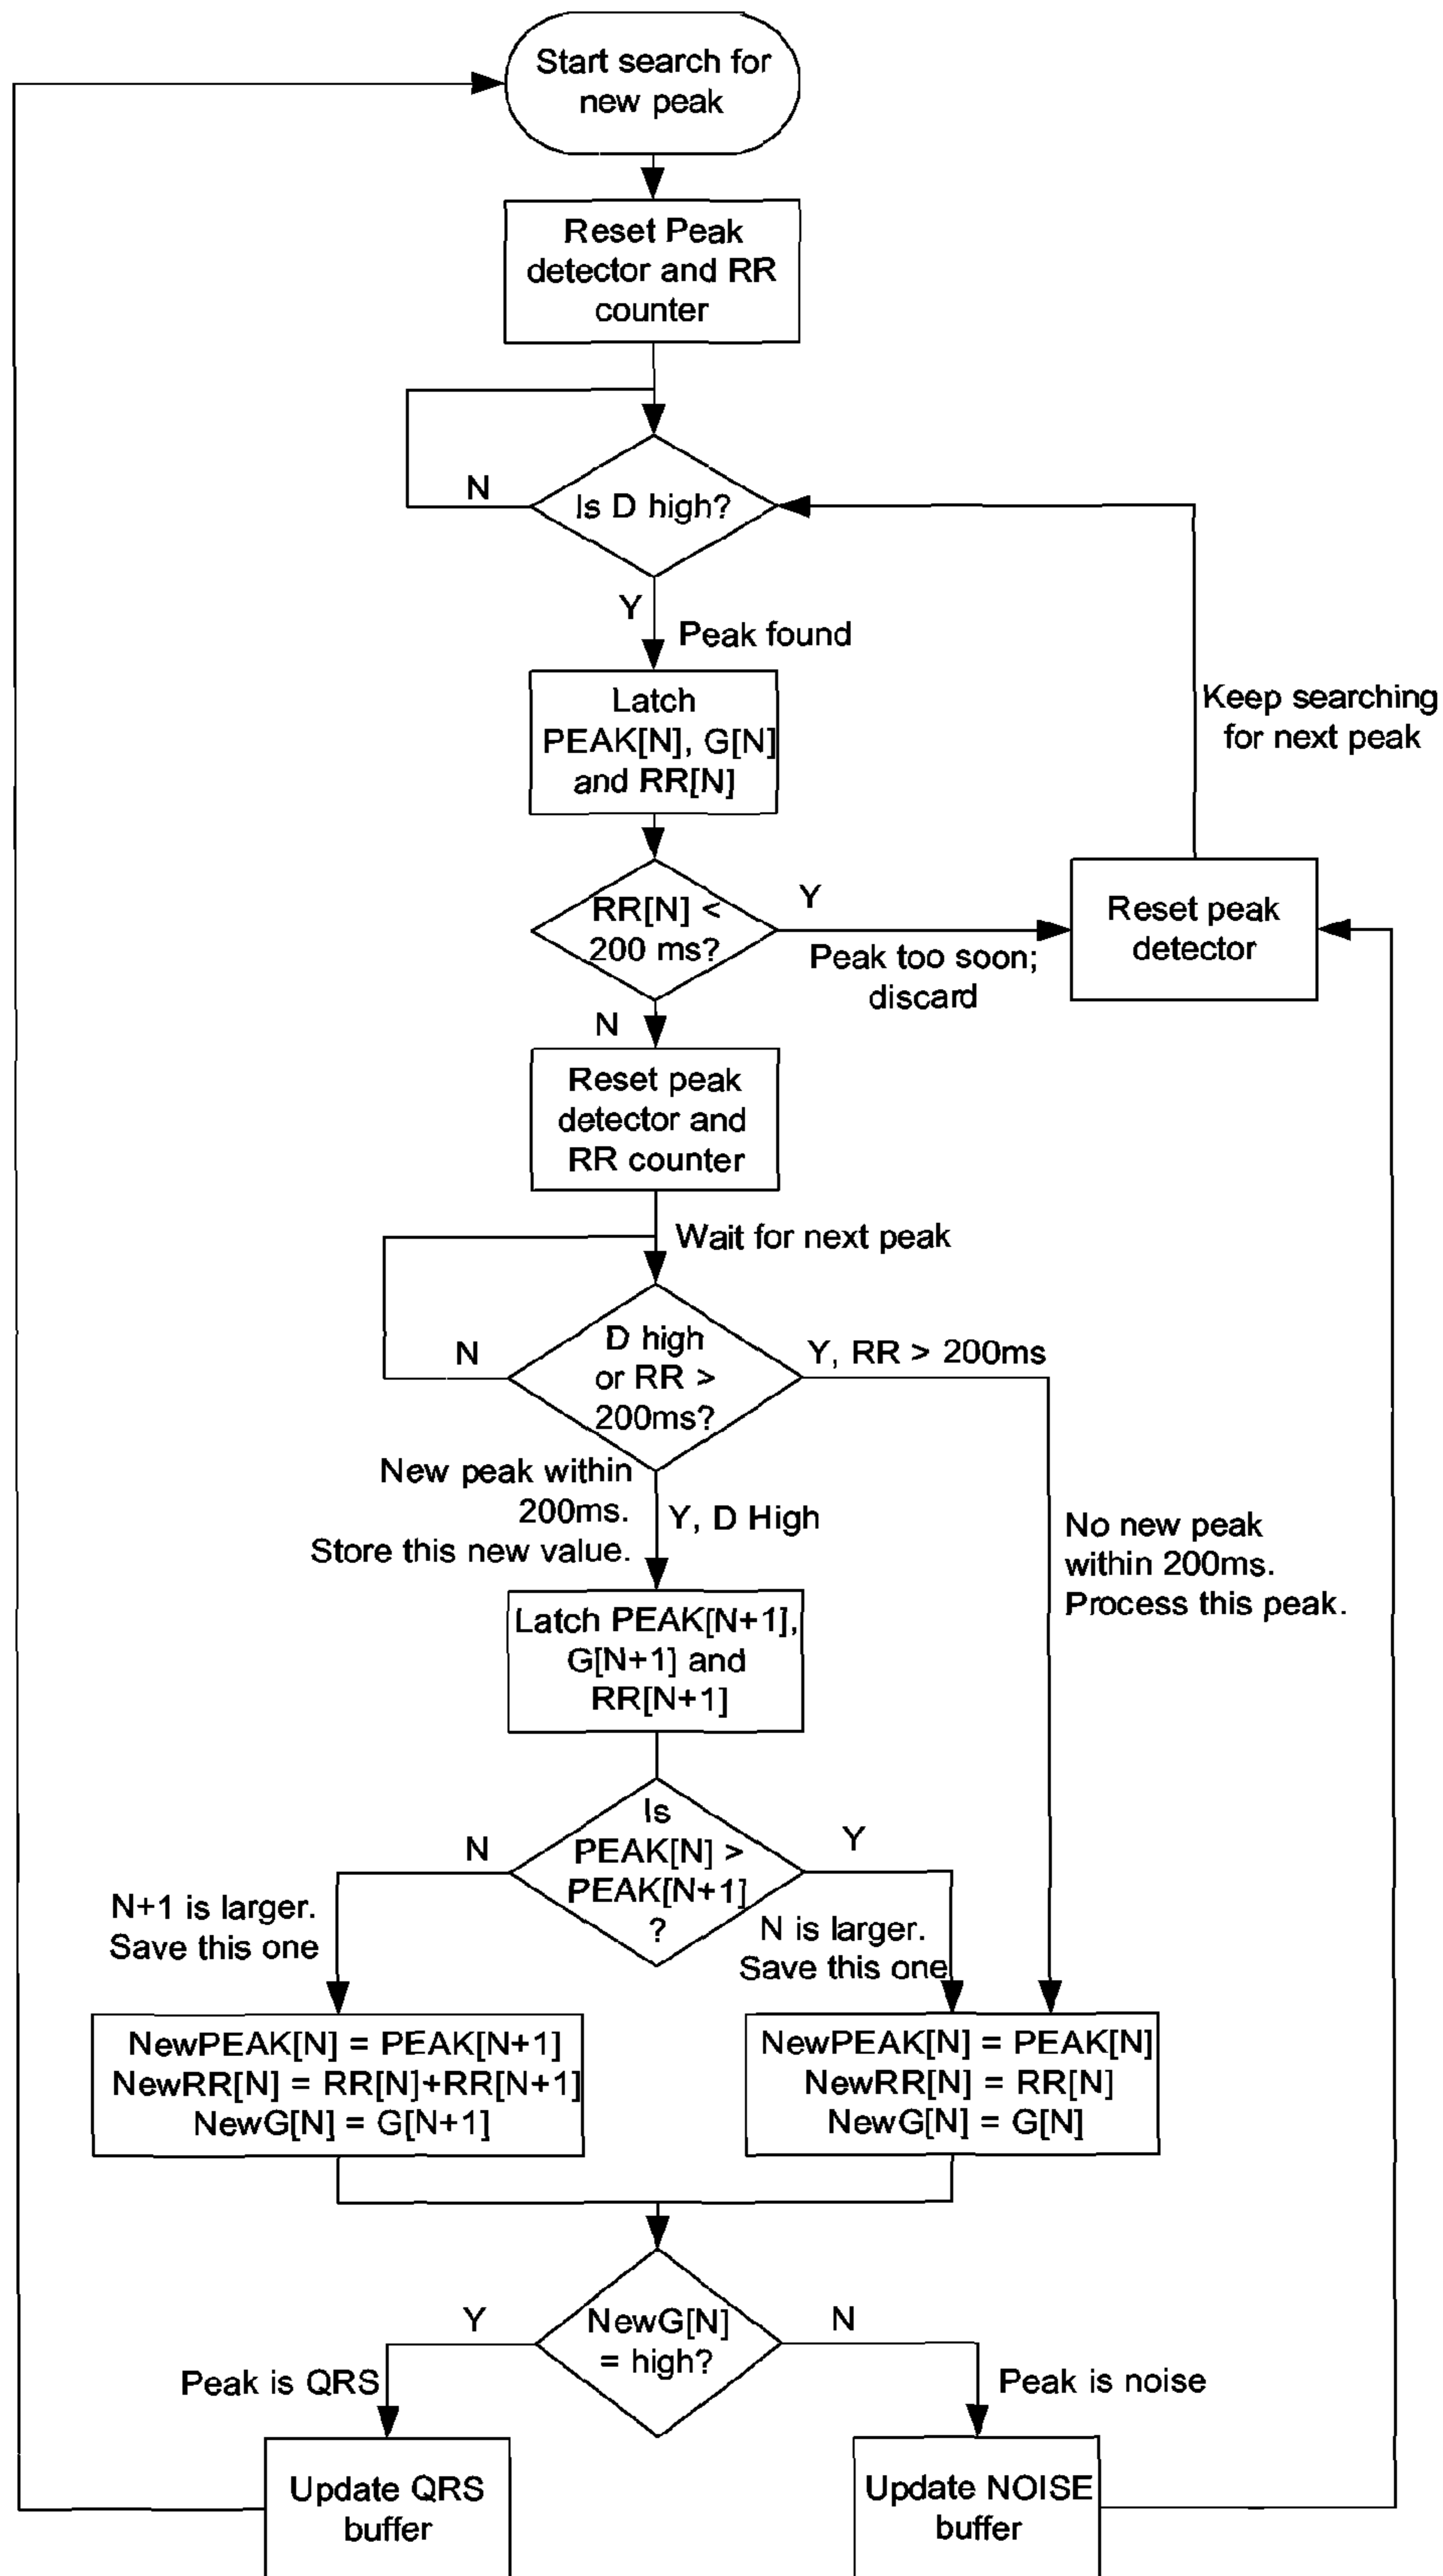 Start search for
new peak
Reset Peak
detector and RR
counter
N
Is D high?
Y
Peak found
Latch
PEAK[N], G[N]
and RR[N]
Keep searching
for next peak
RR[N] <
200 ms?
Y
Peak too soon;
discard
Reset peak
detector
N
Reset peak
detector and
RR counter
Wait for next peak
N
D high
or RR >
200ms?
Y, RR > 200ms
New peak within
200ms.
Store this new value.
Y, D High
No new peak
within 200ms.
Process this peak.
Latch PEAK[N+1],
G[N+1] and
RR[N+1]
N
Is
PEAK[N] >
PEAK[N+1]
?
Y
N+1 is larger.
Save this one
N is larger.
Save this one
NewPEAK[N] = PEAK[N+1]
NewRR[N] = RR[N]+RR[N+1]
NewG[N] = G[N+1]
NewPEAK[N] = PEAK[N]
NewRR[N] = RR[N]
NewG[N] = G[N]
Y
NewG[N]
= high?
N
Peak is QRS
Peak is noise
Update QRS
buffer
Update NOISE
buffer